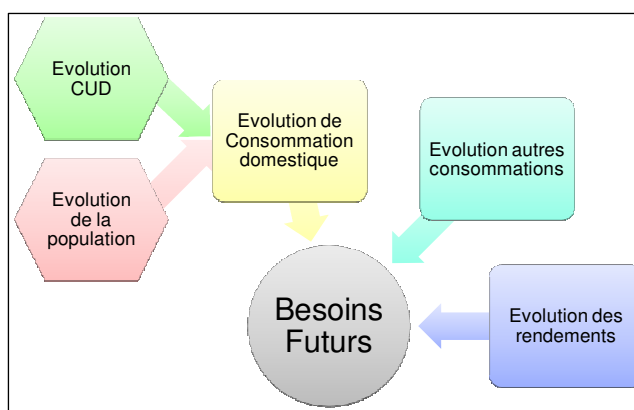 Evolution
CUD
Evolution
de la
population
Evolution de
Consommation
domestique
Evolution autres
consommations
Besoins
Futurs
Evolution des
rendements